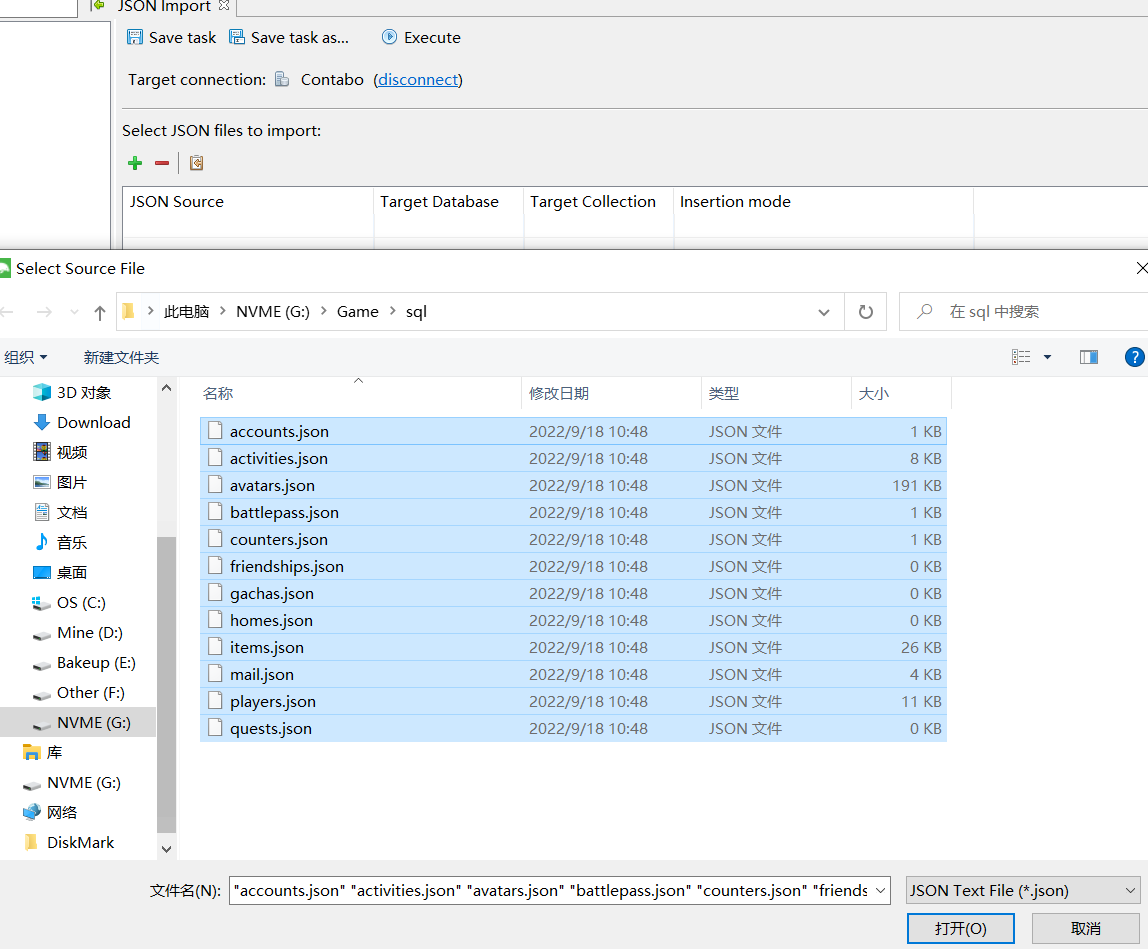 JSON Import
Save task Save task as... Execute
Target connection: Contabo (disconnect)
Select JSON files to import:
JSON Source Target Database Target Collection Insertion mode
Select Source File
此电脑 NVME (G:) Game sql 在 sql 中搜索
组织 新建文件夹
名称 修改日期 类型 大小
3D 对象
Download
视频
图片
文档
音乐
桌面
OS (C:)
Mine (D:)
Bakeup (E:)
Other (F:)
NVME (G:)
库
NVME (G:)
网络
DiskMark
accounts.json 2022/9/18 10:48 JSON 文件 1 KB
activities.json 2022/9/18 10:48 JSON 文件 8 KB
avatars.json 2022/9/18 10:48 JSON 文件 191 KB
battlepass.json 2022/9/18 10:48 JSON 文件 1 KB
counters.json 2022/9/18 10:48 JSON 文件 1 KB
friendships.json 2022/9/18 10:48 JSON 文件 0 KB
gachas.json 2022/9/18 10:48 JSON 文件 0 KB
homes.json 2022/9/18 10:48 JSON 文件 0 KB
items.json 2022/9/18 10:48 JSON 文件 26 KB
mail.json 2022/9/18 10:48 JSON 文件 4 KB
players.json 2022/9/18 10:48 JSON 文件 11 KB
quests.json 2022/9/18 10:48 JSON 文件 0 KB
文件名(N): "accounts.json" "activities.json" "avatars.json" "battlepass.json" "counters.json" "friends JSON Text File (*.json)
打开(O) 取消